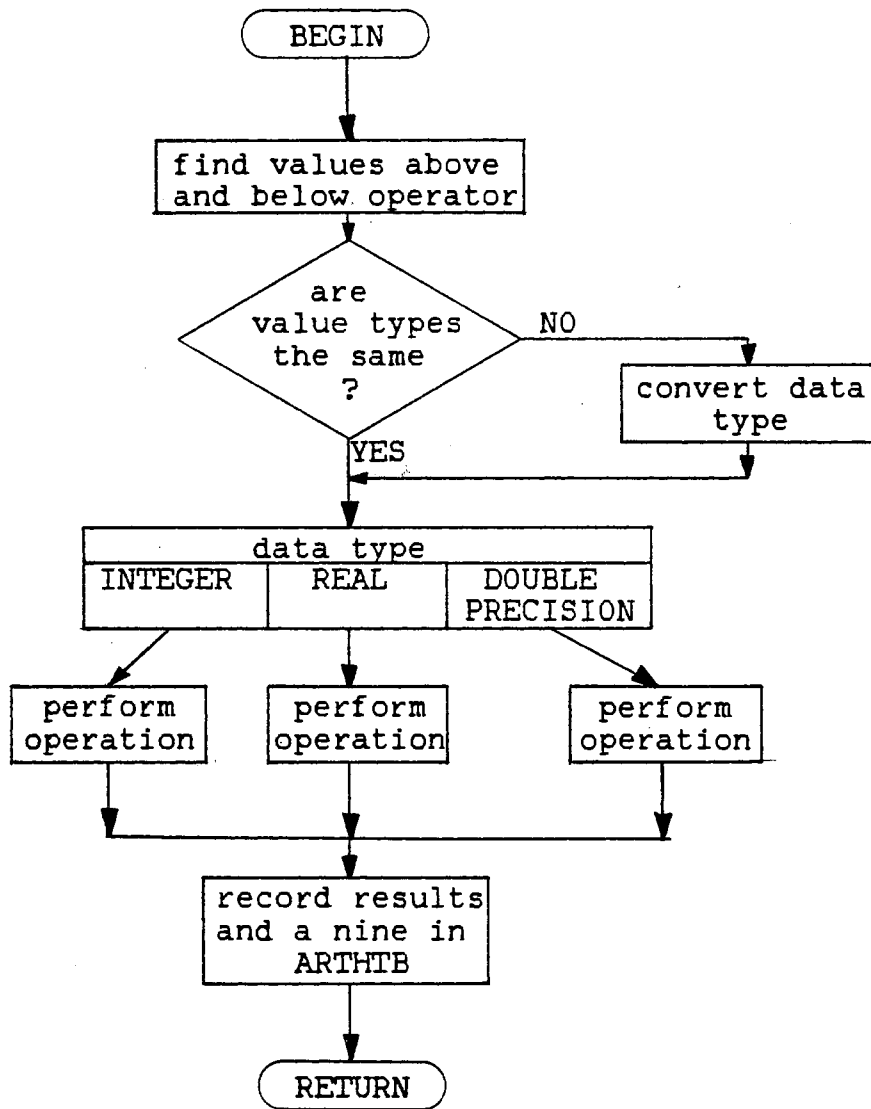 BEGIN
find values above
and below operator
are
value types
the same
?
NO
convert data
type
YES
data type
INTEGER
REAL
DOUBLE
PRECISION
perform
operation
perform
operation
perform
operation
record results
and a nine in
ARTHTB
RETURN